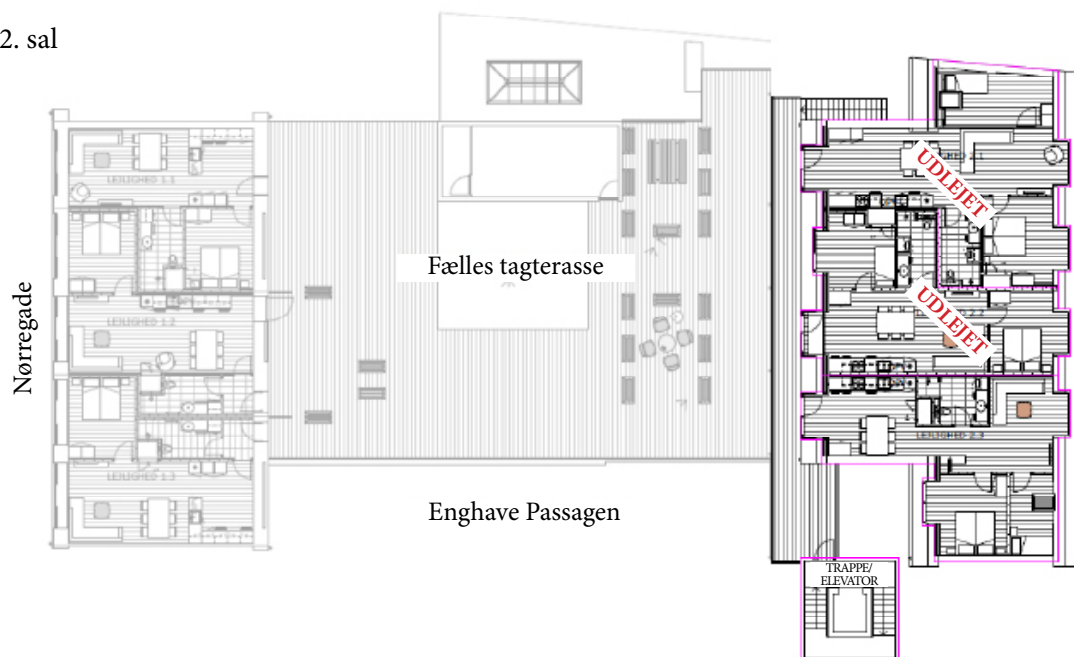 2. sal
LEJLIGHED 1.1
UDLEJET
Fælles tagterasse
Nørregade
LEJLIGHED 1.2
UDLEJET
LEJLIGHED 2.3
LEJLIGHED 1.3
Enghave Passagen
TRAPPE/
ELEVATOR